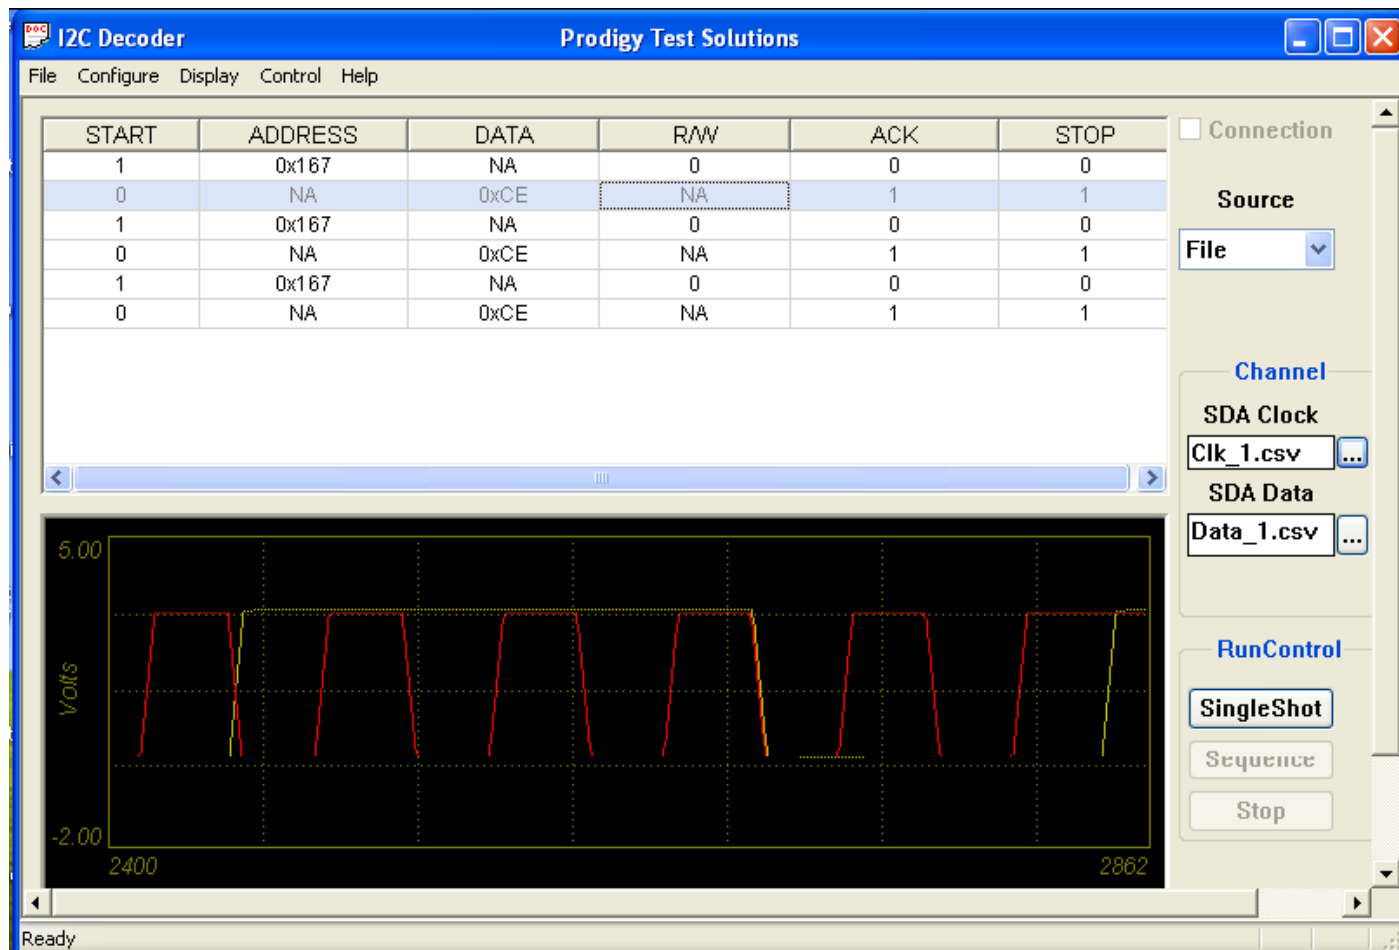 I2C Decoder Prodigy Test Solutions
File Configure Display Control Help
START ADDRESS DATA R/W ACK STOP
1 0x167 NA 0 0 0
0 NA 0xCE NA 1 1
1 0x167 NA 0 0 0
0 NA 0xCE NA 1 1
1 0x167 NA 0 0 0
0 NA 0xCE NA 1 1
Connection
Source
File
Channel
SDA Clock
Clk_1.csv ...
SDA Data
Data_1.csv ...
RunControl
SingleShot
Sequence
Stop
5.00
Volts
-2.00
2400 2862
Ready